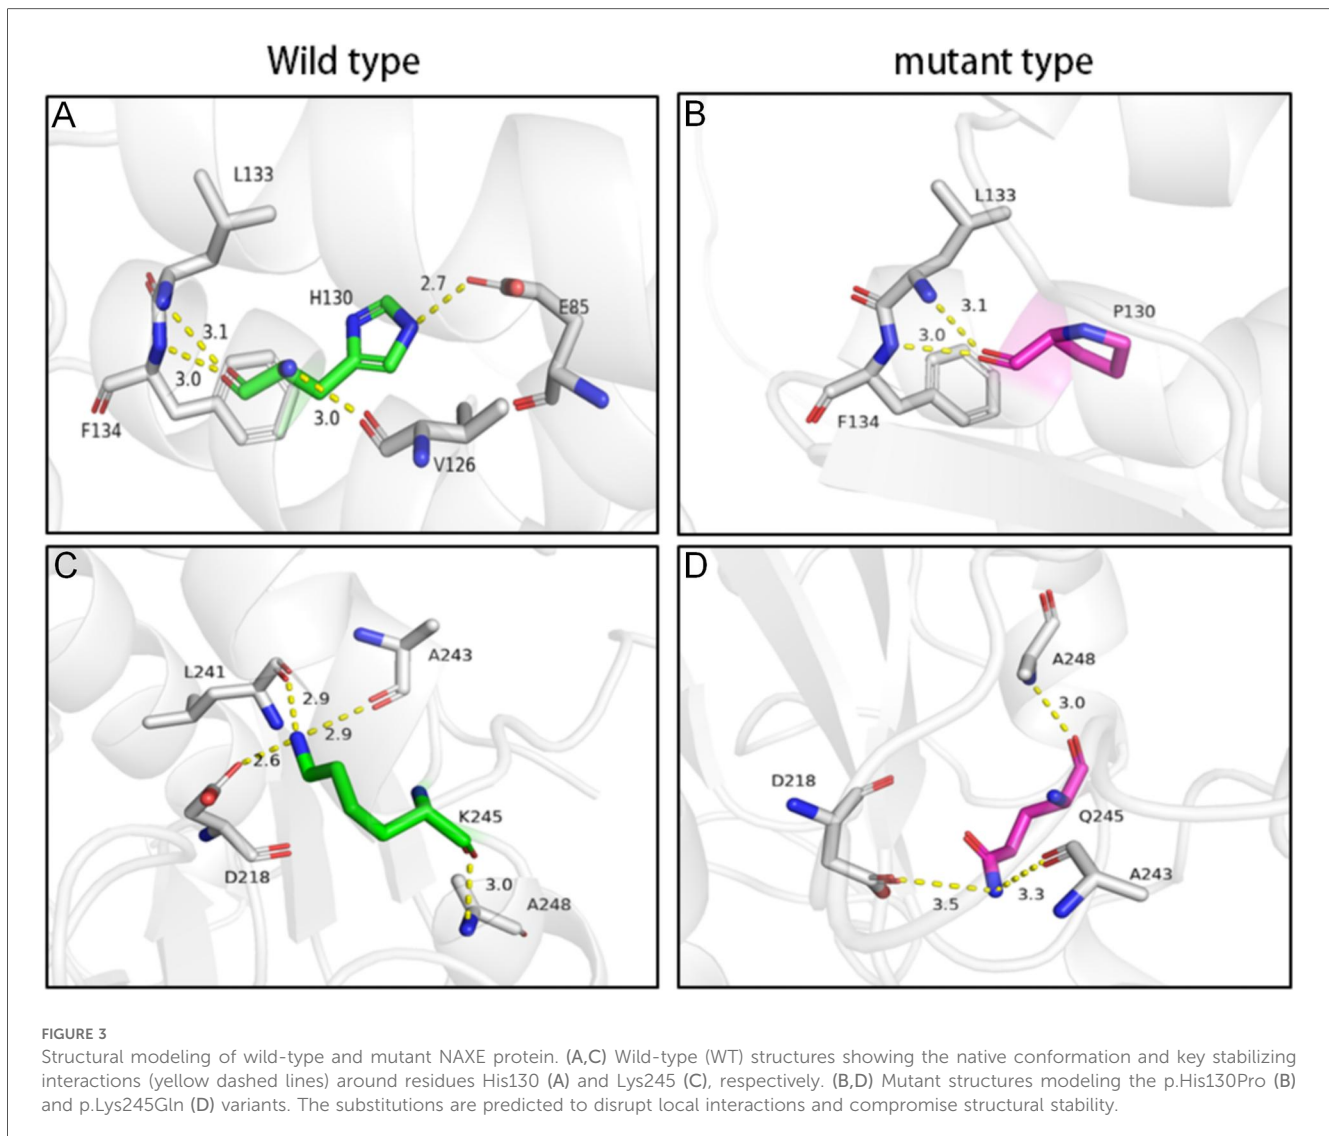 Wild type
mutant type
A
L133
2.7
H130
E85
3.1
3.0
3.0
F134
V126
B
L133
3.1
P130
3.0
F134
C
A243
L241
2.9
2.9
2.6
K245
D218
3.0
A248
D
A248
3.0
D218
Q245
A243
3.5
3.3
FIGURE 3
Structural modeling of wild-type and mutant NAXE protein. (A,C) Wild-type (WT) structures showing the native conformation and key stabilizing
interactions (yellow dashed lines) around residues His130 (A) and Lys245 (C), respectively. (B,D) Mutant structures modeling the p.His130Pro (B)
and p.Lys245Gln (D) variants. The substitutions are predicted to disrupt local interactions and compromise structural stability.